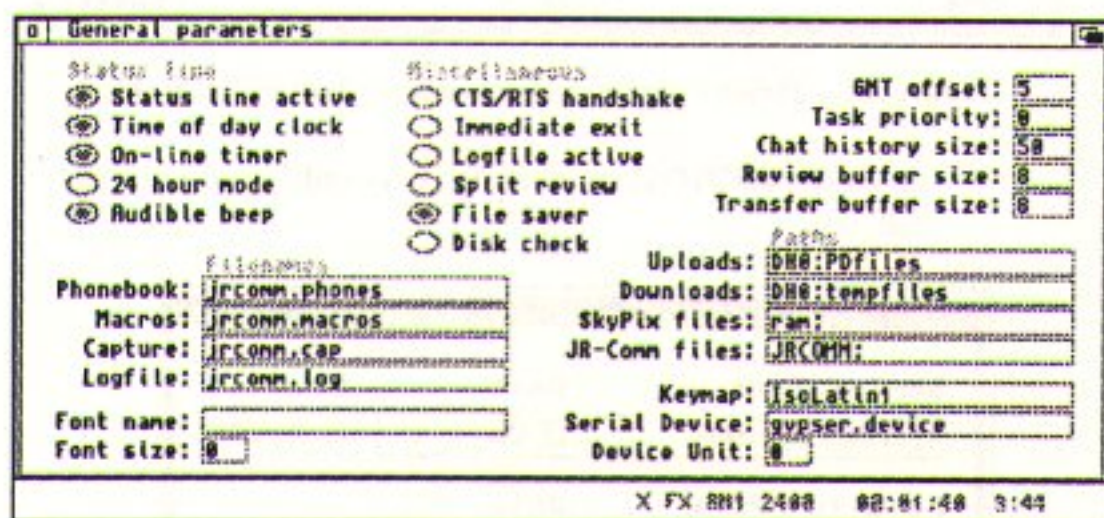 General parameters
Status line
Status line active
Time of day clock
On-line timer
24 hour mode
Audible beep
Miscellaneous
CTS/RTS handshake
Immediate exit
Logfile active
Split review
File saver
Disk check
GMT offset: 5
Task priority: 0
Chat history size: 50
Review buffer size: 8
Transfer buffer size: 8
Filenames
Phonebook: jrcomm.phones
Macros: jrcomm.macros
Capture: jrcomm.cap
Logfile: jrcomm.log
Font name:
Font size: 0
Paths
Uploads: DH0:PDfiles
Downloads: DH0:tempfiles
SkyPix files: ram:
JR-Comm files: JRCOMM:
Keymap: IsoLatin1
Serial Device: gvpser.device
Device Unit: 0
X FX 8N1 2400 00:01:40 3:44